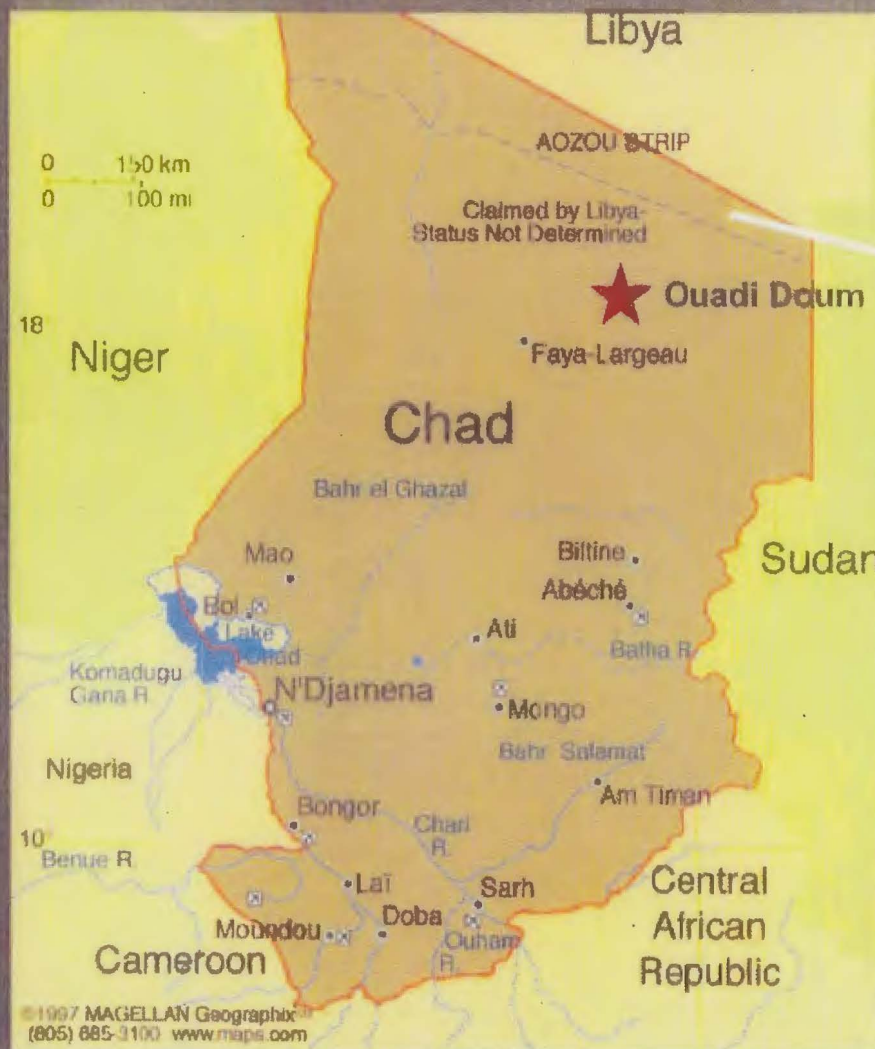 Libya
AOZOU STRIP
0 150 km
0 100 mi
Claimed by Libya-
Status Not Determined
Ouadi Doum
18°
Niger
Faya-Largeau
Chad
Bahr el Ghazal
Mao
Biltine
Sudan
Bol
Abéché
Lake
Chad
Ati
Batha R.
Komadugu
Gana R.
N'Djamena
Mongo
Bahr Salamat
Nigeria
Am Timan
Bongor
Chari
R.
10°
Benue R.
Laï
Sarh
Central
African
Republic
Moundou
Doba
Ouham
R.
Cameroon
©1997 MAGELLAN Geographix
(805) 685-3100 www.maps.com